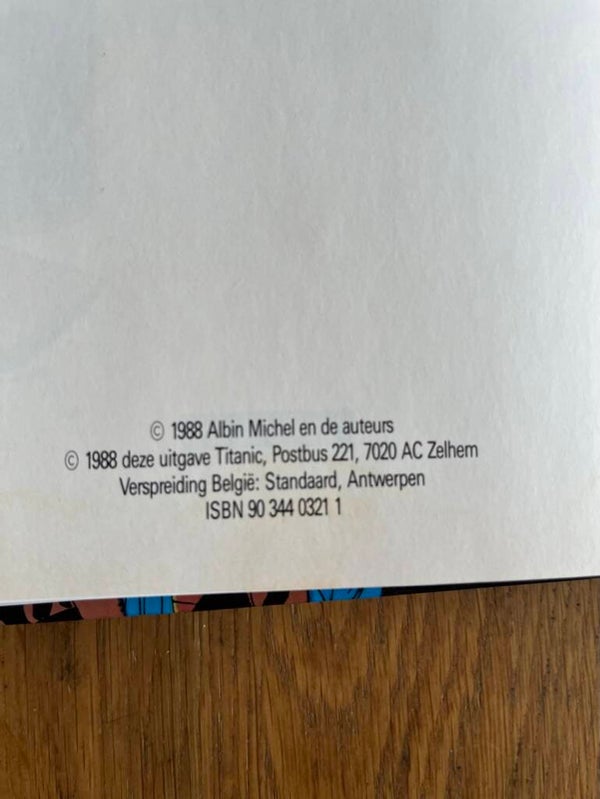 © 1988 Albin Michel en de auteurs
© 1988 deze uitgave Titanic, Postbus 221, 7020 AC Zelhem
Verspreiding België: Standaard, Antwerpen
ISBN 90 344 0321 1